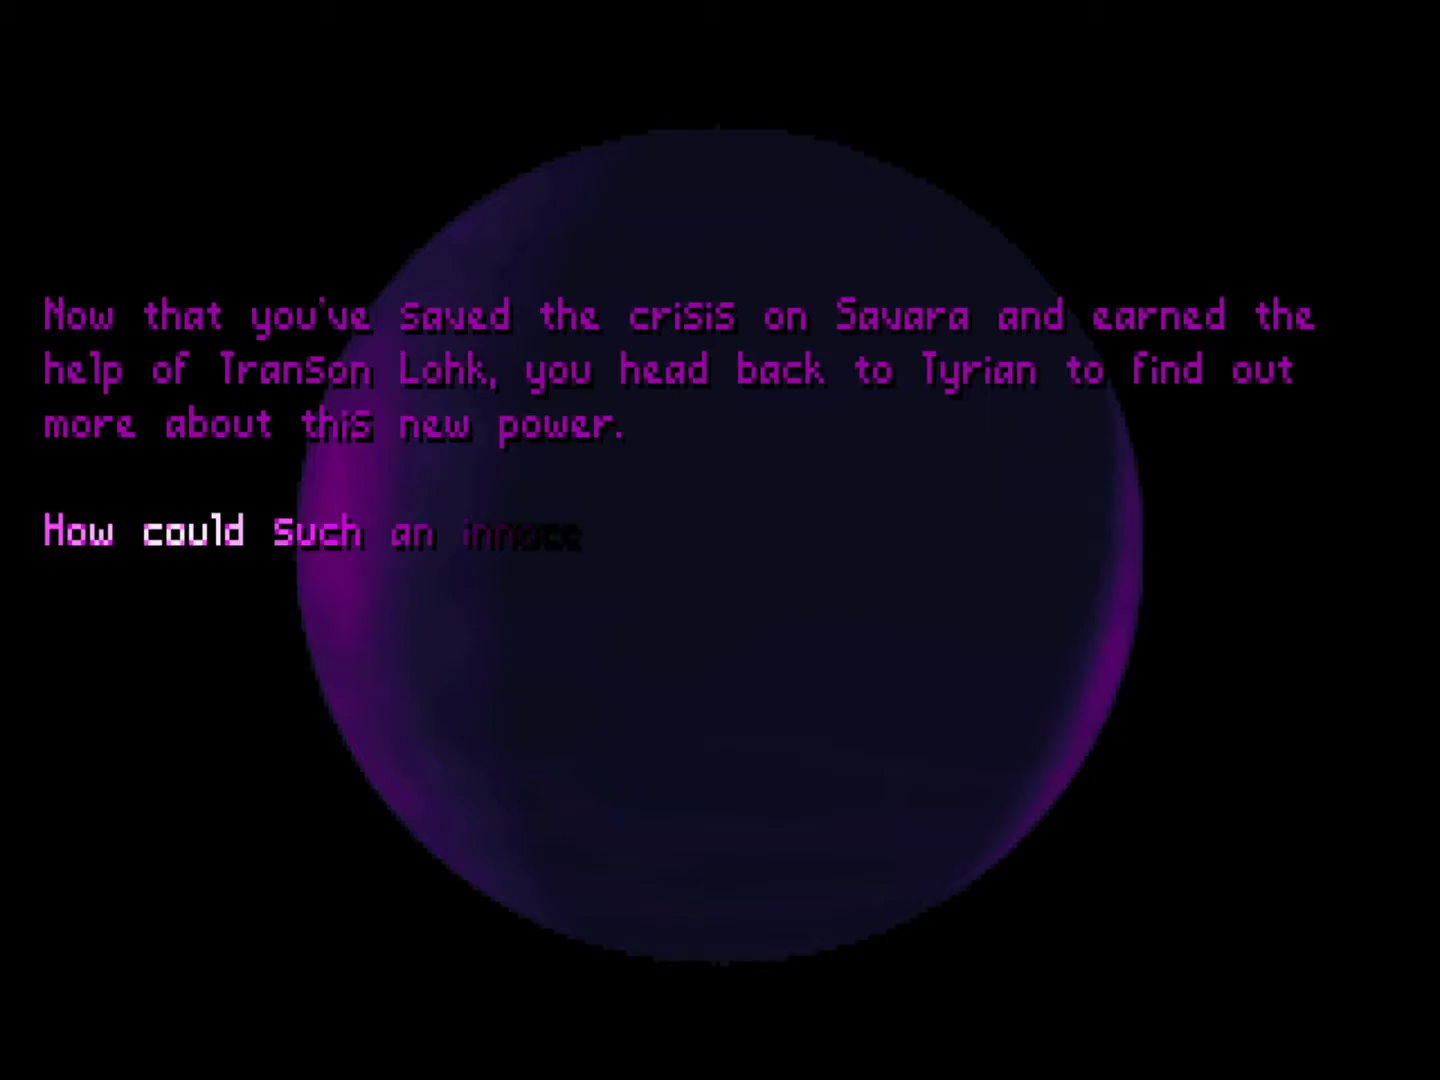 Now that you've saved the crisis on Savara and earned the
help of Transon Lohk, you head back to Tyrian to find out
more about this new power.
How could such an innoce